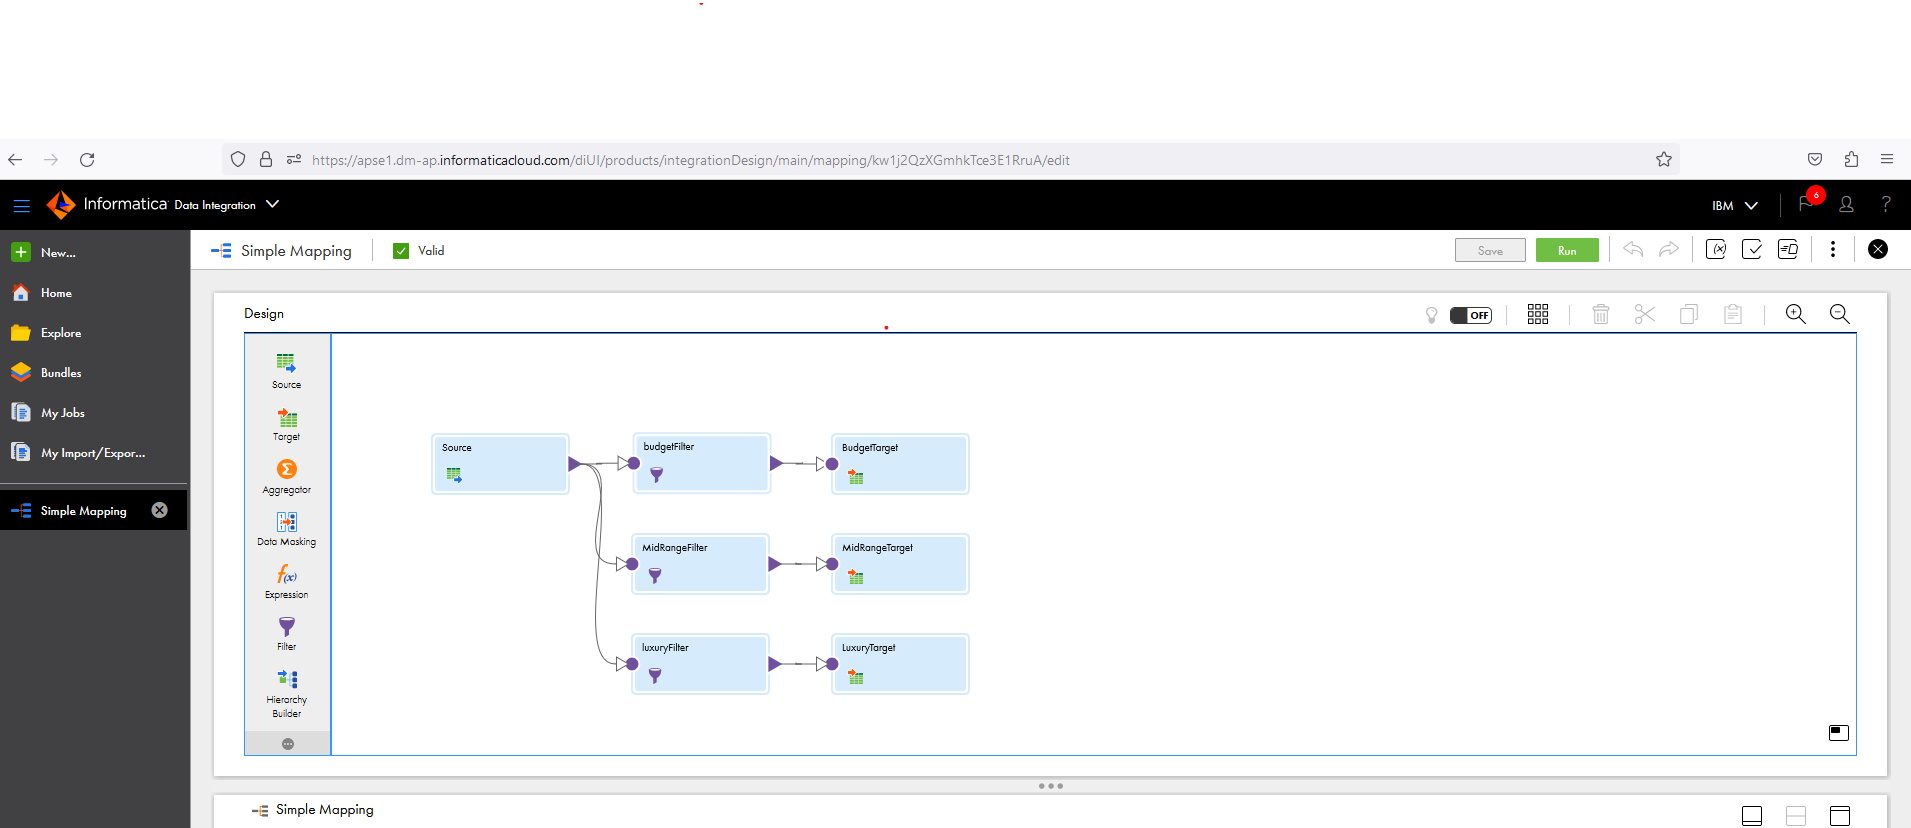 https://apse1.dm-ap.informaticacloud.com/diUI/products/integrationDesign/main/mapping/kw1j2QzXGmhkTce3E1RruA/edit
Informatica Data Integration
IBM
6
?
New...
Home
Explore
Bundles
My Jobs
My Import/Expor...
Simple Mapping
Simple Mapping
Valid
Save
Run
Design
OFF
Source
Target
Aggregator
Data Masking
f(x)
Expression
Filter
Hierarchy
Builder
Source
budgetFilter
BudgetTarget
MidRangeFilter
MidRangeTarget
luxuryFilter
LuxuryTarget
Simple Mapping